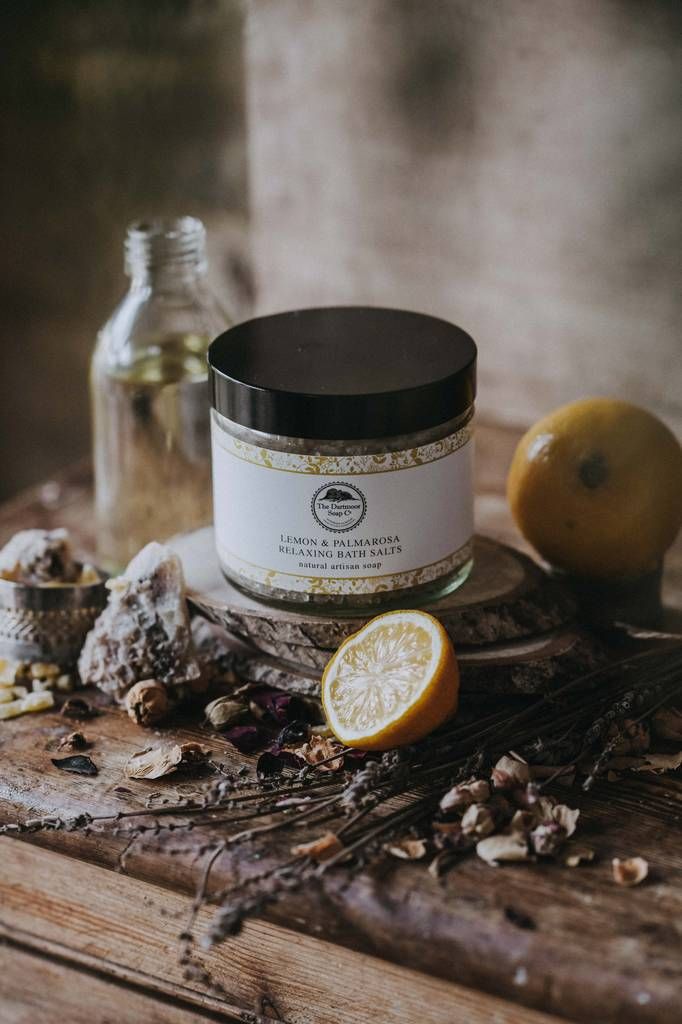 The Dartmoor
Soap Co
LEMON & PALMAROSA
RELAXING BATH SALTS
natural artisan soap